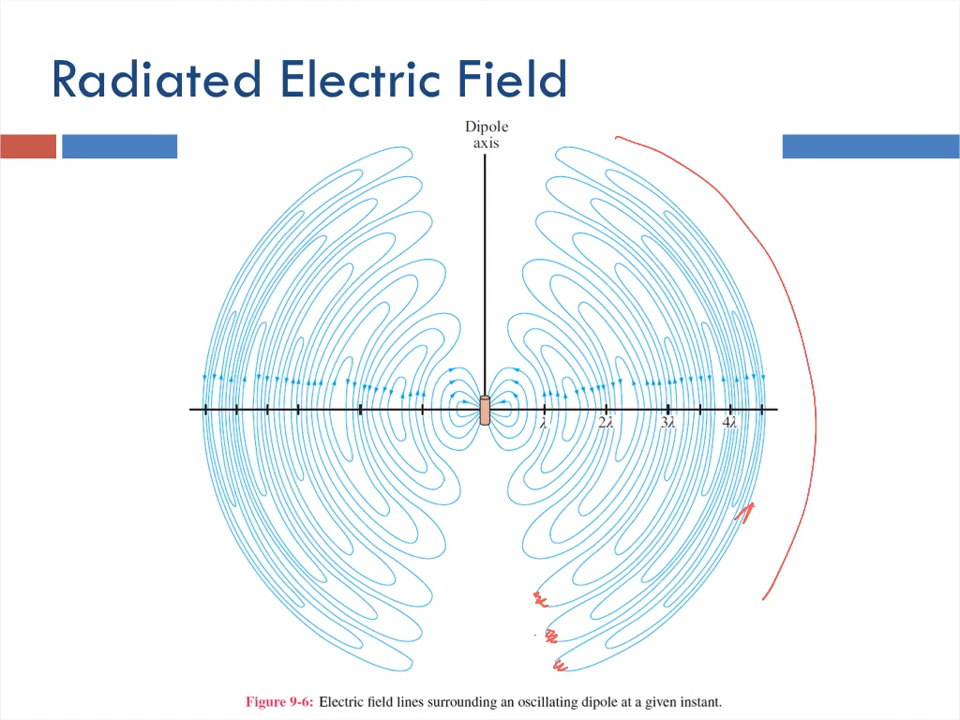 Radiated Electric Field
Dipole
axis
λ 2λ 3λ 4λ
Figure 9-6: Electric field lines surrounding an oscillating dipole at a given instant.